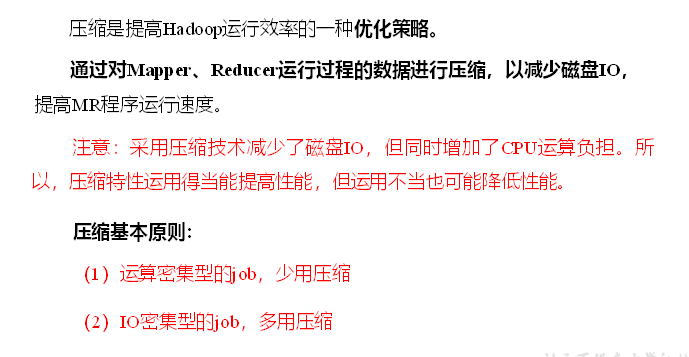 压缩是提高Hadoop运行效率的一种优化策略。
通过对Mapper、Reducer运行过程的数据进行压缩，以减少磁盘IO，
提高MR程序运行速度。
注意：采用压缩技术减少了磁盘IO，但同时增加了CPU运算负担。所
以，压缩特性运用得当能提高性能，但运用不当也可能降低性能。
压缩基本原则：
（1）运算密集型的job，少用压缩
（2）IO密集型的job，多用压缩